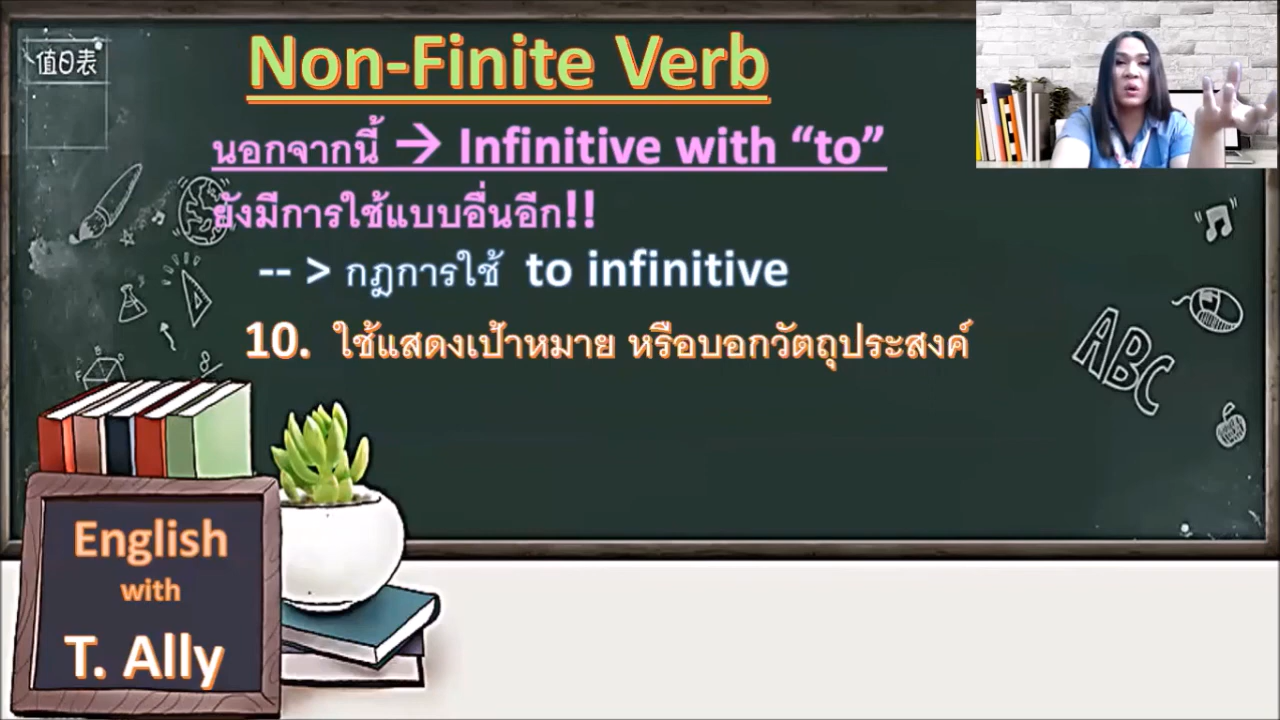 值日表
Non-Finite Verb
นอกจากนี้ → Infinitive with “to”
ยังมีการใช้แบบอื่นอีก!!
-- > กฎการใช้ to infinitive
10. ใช้แสดงเป้าหมาย หรือบอกวัตถุประสงค์
ABC
English
with
T. Ally